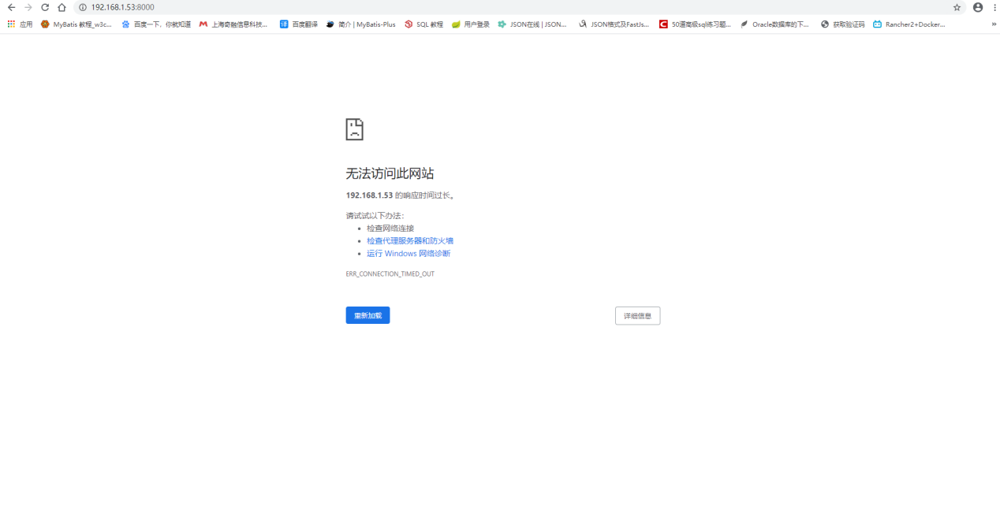 192.168.1.53:8000
应用 MyBatis 教程_w3c... 百度一下，你就知道 上海奇融信息科技... 译 百度翻译 简介 | MyBatis-Plus SQL 教程 用户登录 JSON在线 | JSON... JSON格式及FastJs... C 50道高级sql练习题... Oracle数据库的下... 获取验证码 Rancher2+Docker... »
无法访问此网站
192.168.1.53 的响应时间过长。
请试试以下办法：
• 检查网络连接
• 检查代理服务器和防火墙
• 运行 Windows 网络诊断
ERR_CONNECTION_TIMED_OUT
重新加载 详细信息